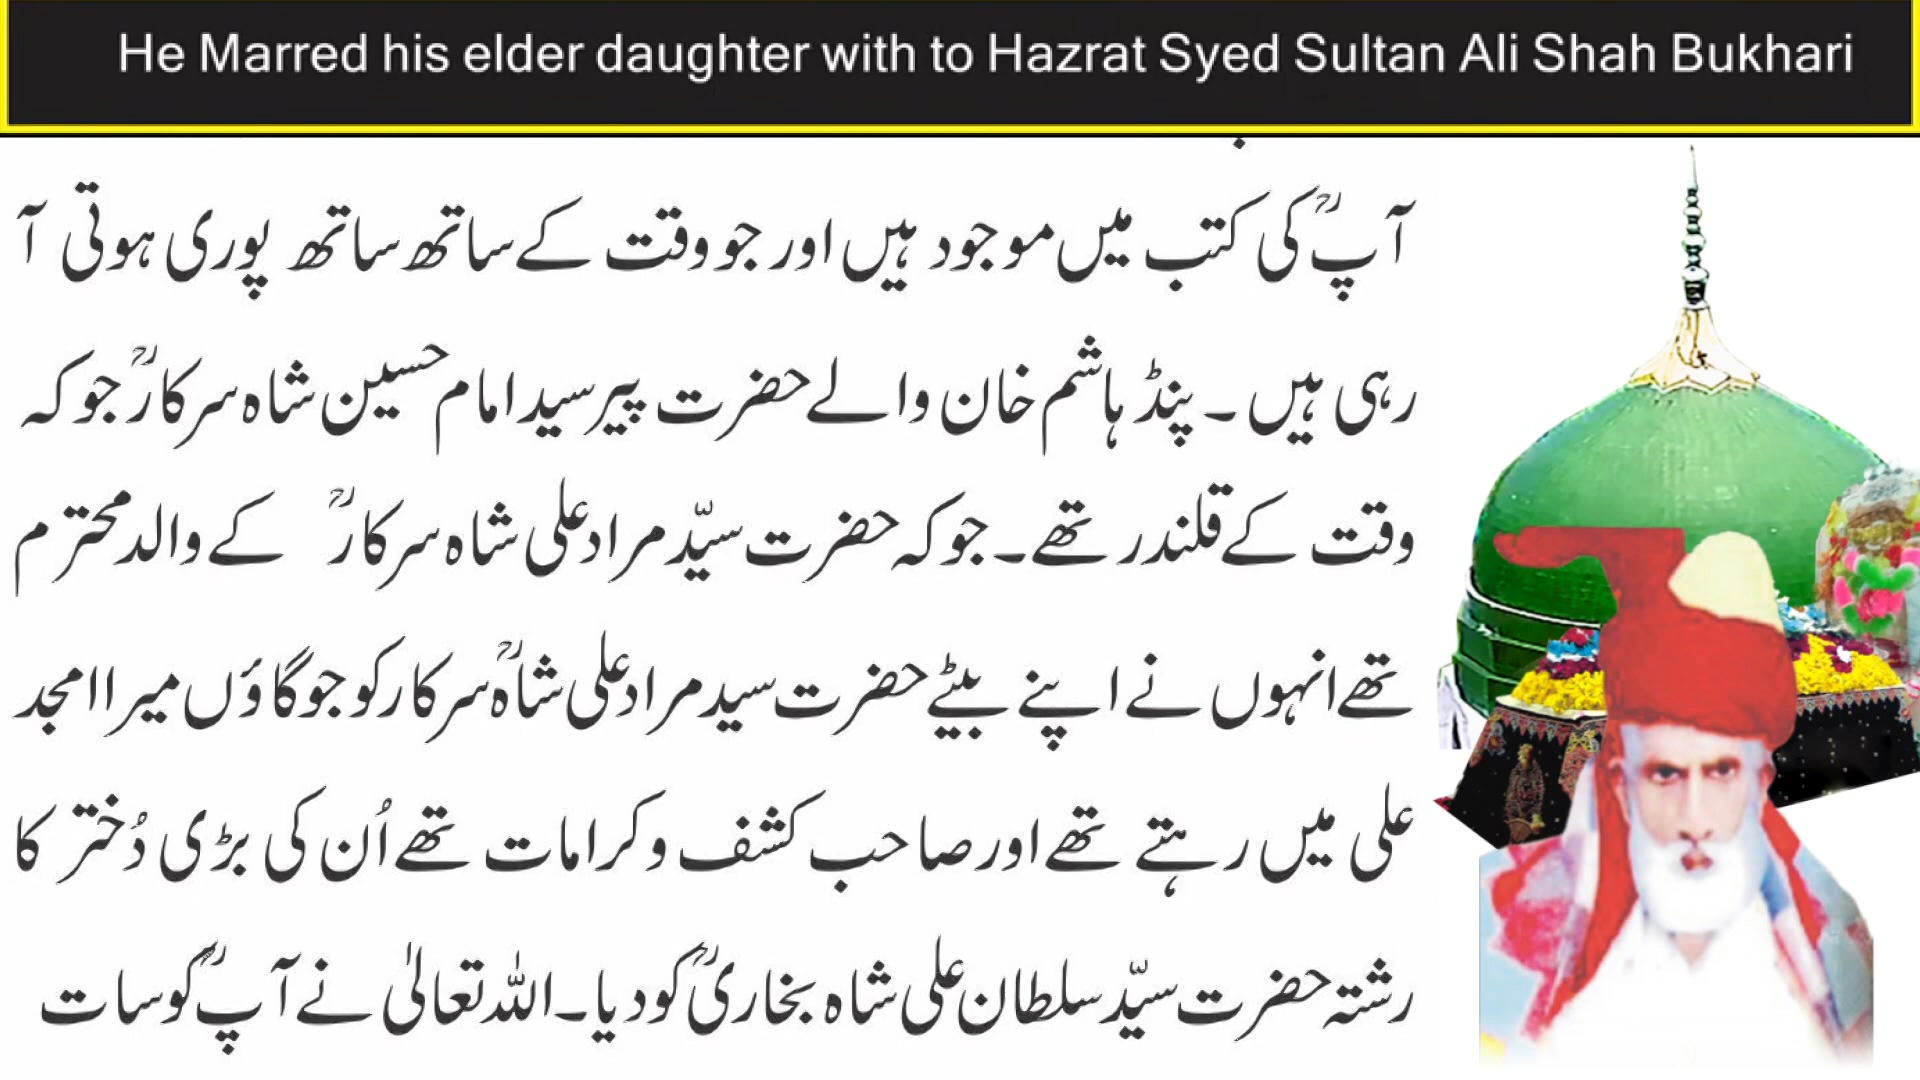 He Marred his elder daughter with to Hazrat Syed Sultan Ali Shah Bukhari
آپؒ کی کتب میں موجود ہیں اور جو وقت کے ساتھ ساتھ پوری ہوتی آ
رہی ہیں۔ پنڈ ہاشم خان والے حضرت پیر سید امام حسین شاہ سرکارؒ جو کہ
وقت کے قلندر تھے۔ جو کہ حضرت سیّد مراد علی شاہ سرکارؒ کے والد محترم
تھے انہوں نے اپنے بیٹے حضرت سید مراد علی شاہؒ سرکار کو جو گاؤں میرا امجد
علی میں رہتے تھے اور صاحب کشف و کرامات تھے اُن کی بڑی دُختر کا
رشتہ حضرت سیّد سلطان علی شاہ بخاریؒ کو دیا۔ اللہ تعالیٰ نے آپؒ کو سات